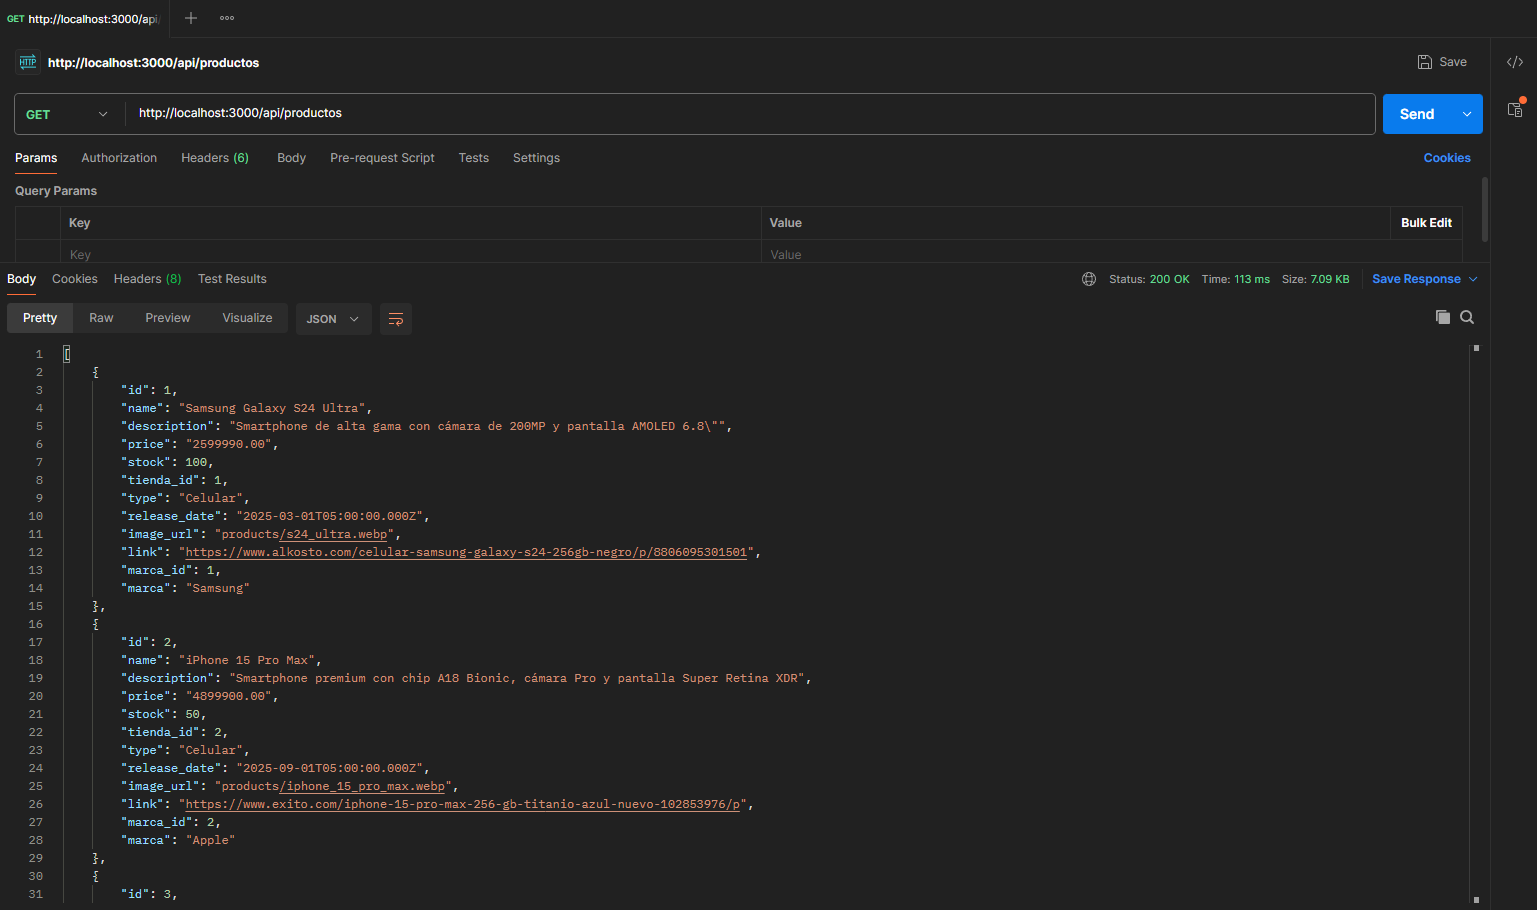 GET http://localhost:3000/api/
HTTP http://localhost:3000/api/productos
Save
GET http://localhost:3000/api/productos
Send
Params Authorization Headers (6) Body Pre-request Script Tests Settings
Cookies
Query Params
Key Value Bulk Edit
Key Value
Body Cookies Headers (8) Test Results
Status: 200 OK Time: 113 ms Size: 7.09 KB Save Response
Pretty Raw Preview Visualize JSON
1 [
2 {
3 "id": 1,
4 "name": "Samsung Galaxy S24 Ultra",
5 "description": "Smartphone de alta gama con cámara de 200MP y pantalla AMOLED 6.8\"",
6 "price": "2599990.00",
7 "stock": 100,
8 "tienda_id": 1,
9 "type": "Celular",
10 "release_date": "2025-03-01T05:00:00.000Z",
11 "image_url": "products/s24_ultra.webp",
12 "link": "https://www.alkosto.com/celular-samsung-galaxy-s24-256gb-negro/p/8806095301501",
13 "marca_id": 1,
14 "marca": "Samsung"
15 },
16 {
17 "id": 2,
18 "name": "iPhone 15 Pro Max",
19 "description": "Smartphone premium con chip A18 Bionic, cámara Pro y pantalla Super Retina XDR",
20 "price": "4899900.00",
21 "stock": 50,
22 "tienda_id": 2,
23 "type": "Celular",
24 "release_date": "2025-09-01T05:00:00.000Z",
25 "image_url": "products/iphone_15_pro_max.webp",
26 "link": "https://www.exito.com/iphone-15-pro-max-256-gb-titanio-azul-nuevo-102853976/p",
27 "marca_id": 2,
28 "marca": "Apple"
29 },
30 {
31 "id": 3,